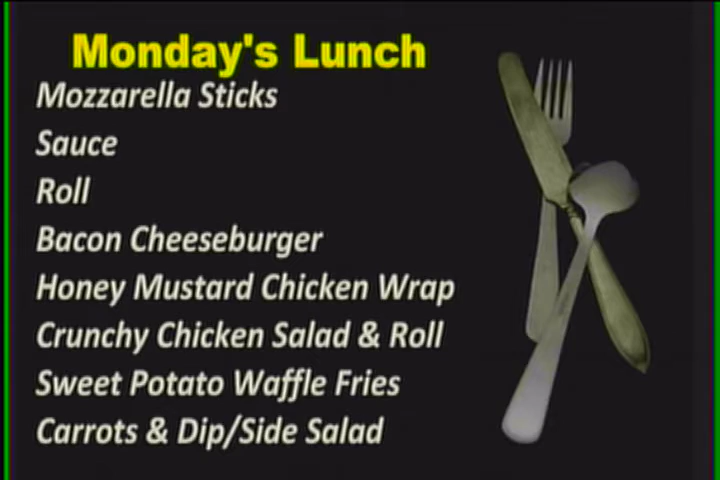 Monday's Lunch
Mozzarella Sticks
Sauce
Roll
Bacon Cheeseburger
Honey Mustard Chicken Wrap
Crunchy Chicken Salad & Roll
Sweet Potato Waffle Fries
Carrots & Dip/Side Salad